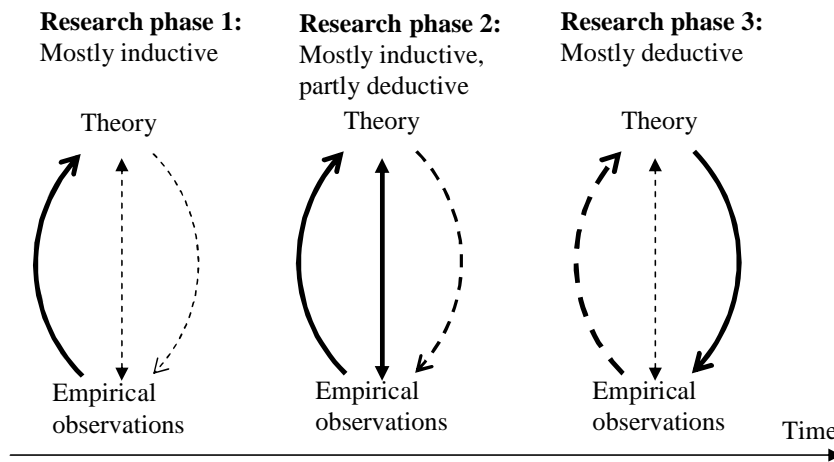 Research phase 1:
Mostly inductive
Theory
Empirical
observations
Research phase 2:
Mostly inductive,
partly deductive
Theory
Empirical
observations
Research phase 3:
Mostly deductive
Theory
Empirical
observations
Time